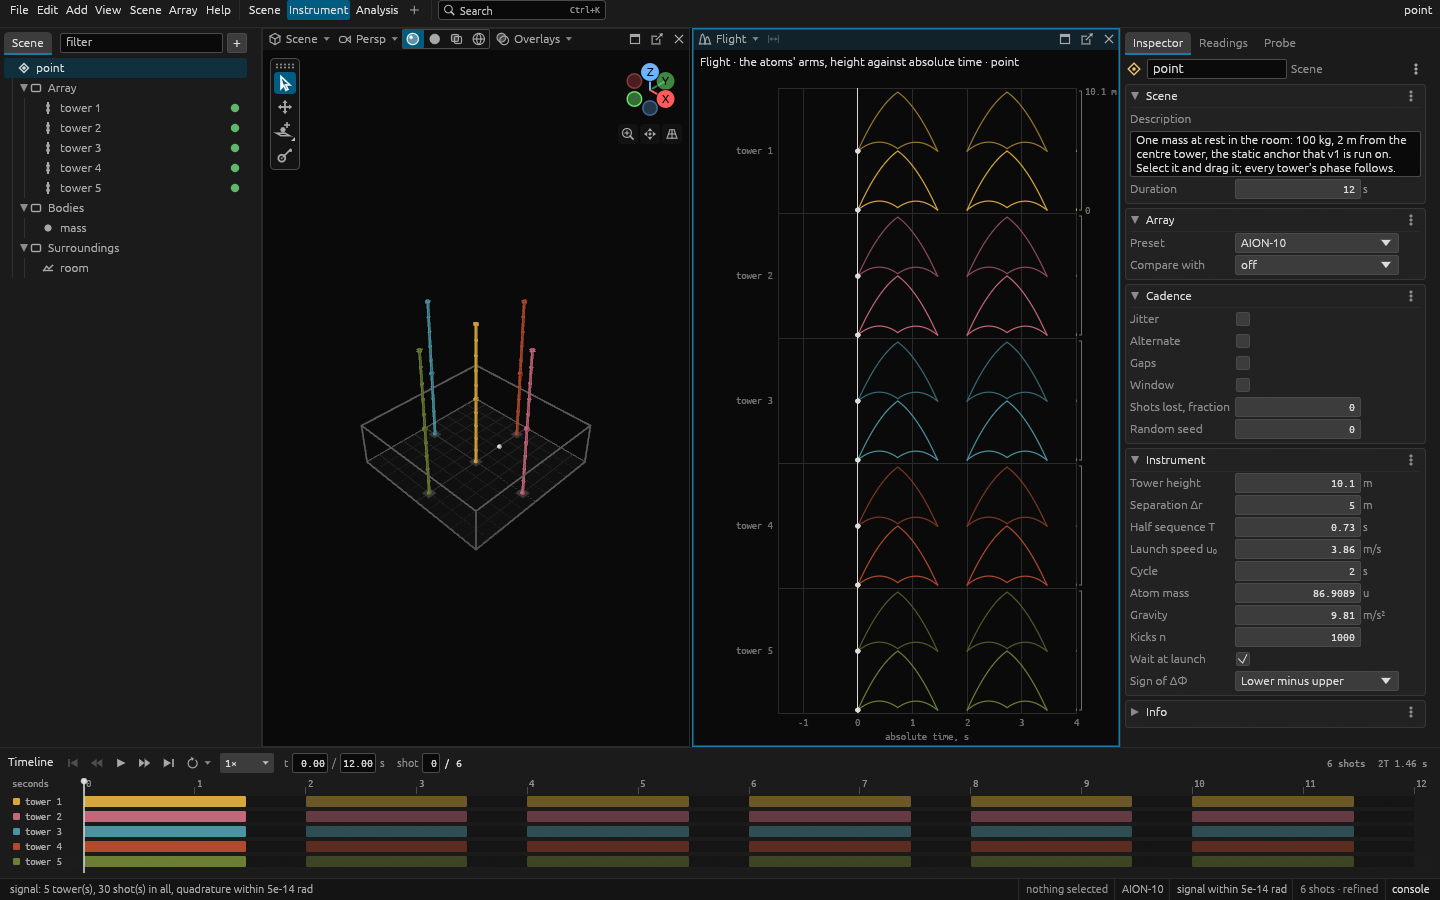 File Edit Add View Scene Array Help Scene Instrument Analysis + Search Ctrl+K point
Scene filter +
point
Array
tower 1
tower 2
tower 3
tower 4
tower 5
Bodies
mass
Surroundings
room
Scene Persp Overlays
Z
Y
X
Flight
Flight · the atoms' arms, height against absolute time · point
10.1 m
tower 1
0
tower 2
tower 3
tower 4
tower 5
-1 0 1 2 3 4
absolute time, s
Inspector Readings Probe
point Scene
Scene
Description
One mass at rest in the room: 100 kg, 2 m from the
centre tower, the static anchor that v1 is run on.
Select it and drag it; every tower's phase follows.
Duration 12 s
Array
Preset AION-10
Compare with off
Cadence
Jitter
Alternate
Gaps
Window
Shots lost, fraction 0
Random seed 0
Instrument
Tower height 10.1 m
Separation Δr 5 m
Half sequence T 0.73 s
Launch speed u₀ 3.86 m/s
Cycle 2 s
Atom mass 86.9089 u
Gravity 9.81 m/s²
Kicks n 1000
Wait at launch
Sign of ΔΦ Lower minus upper
Info
Timeline 1× t 0.00 / 12.00 s shot 0 / 6 6 shots 2T 1.46 s
seconds 0 1 2 3 4 5 6 7 8 9 10 11 12
tower 1
tower 2
tower 3
tower 4
tower 5
signal: 5 tower(s), 30 shot(s) in all, quadrature within 5e-14 rad nothing selected AION-10 signal within 5e-14 rad 6 shots · refined console